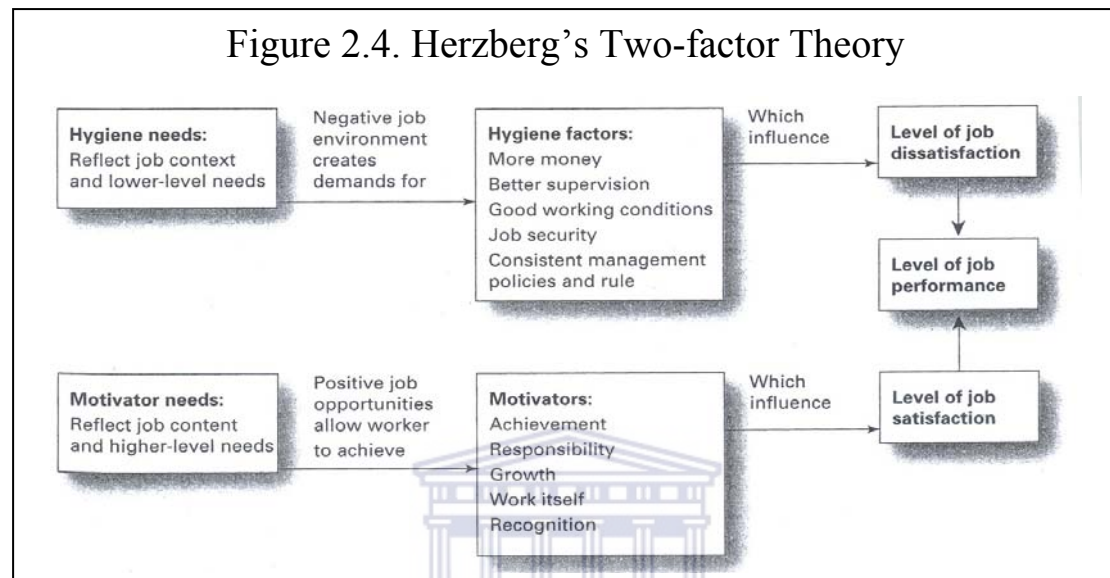 Figure 2.4. Herzberg's Two-factor Theory
Hygiene needs:
Reflect job context
and lower-level needs
Negative job
environment
creates
demands for
Hygiene factors:
More money
Better supervision
Good working conditions
Job security
Consistent management
policies and rule
Which
influence
Level of job
dissatisfaction
Level of job
performance
Motivator needs:
Reflect job content
and higher-level needs
Positive job
opportunities
allow worker
to achieve
Motivators:
Achievement
Responsibility
Growth
Work itself
Recognition
Which
influence
Level of job
satisfaction